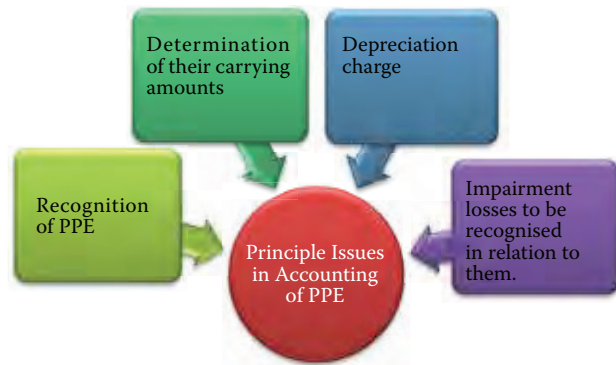 Determination
of their carrying
amounts
Depreciation
charge
Recognition
of PPE
Impairment
losses to be
recognised
in relation to
them.
Principle Issues
in Accounting
of PPE